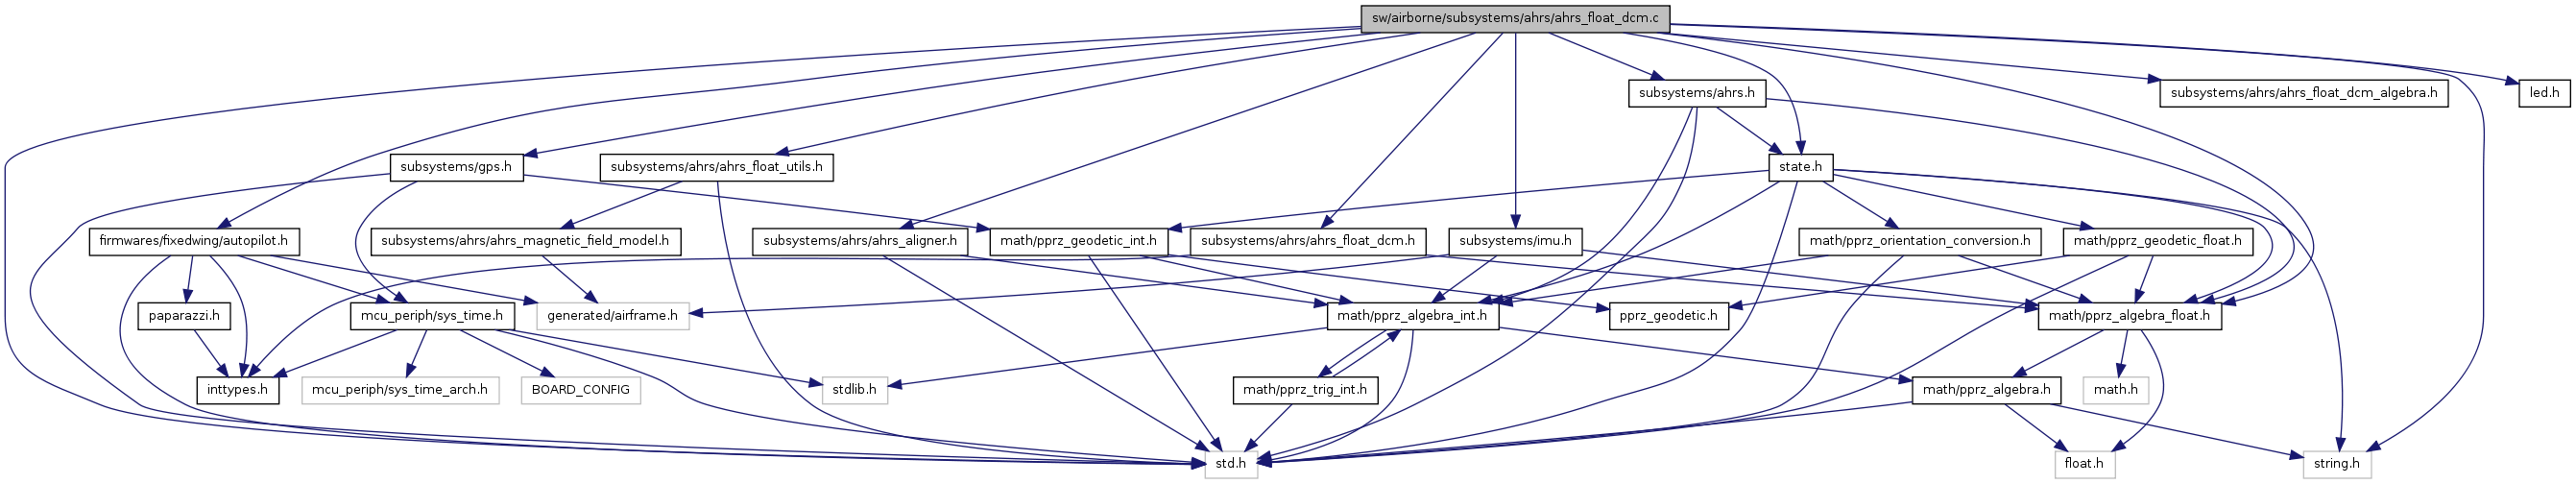 sw/airborne/subsystems/ahrs/ahrs_float_dcm.c
subsystems/ahrs.h
subsystems/ahrs/ahrs_float_dcm_algebra.h
led.h
subsystems/gps.h
subsystems/ahrs/ahrs_float_utils.h
state.h
firmwares/fixedwing/autopilot.h
subsystems/ahrs/ahrs_magnetic_field_model.h
subsystems/ahrs/ahrs_aligner.h
math/pprz_geodetic_int.h
subsystems/ahrs/ahrs_float_dcm.h
subsystems/imu.h
math/pprz_orientation_conversion.h
math/pprz_geodetic_float.h
paparazzi.h
mcu_periph/sys_time.h
generated/airframe.h
math/pprz_algebra_int.h
pprz_geodetic.h
math/pprz_algebra_float.h
inttypes.h
mcu_periph/sys_time_arch.h
BOARD_CONFIG
stdlib.h
math/pprz_trig_int.h
math/pprz_algebra.h
math.h
std.h
float.h
string.h